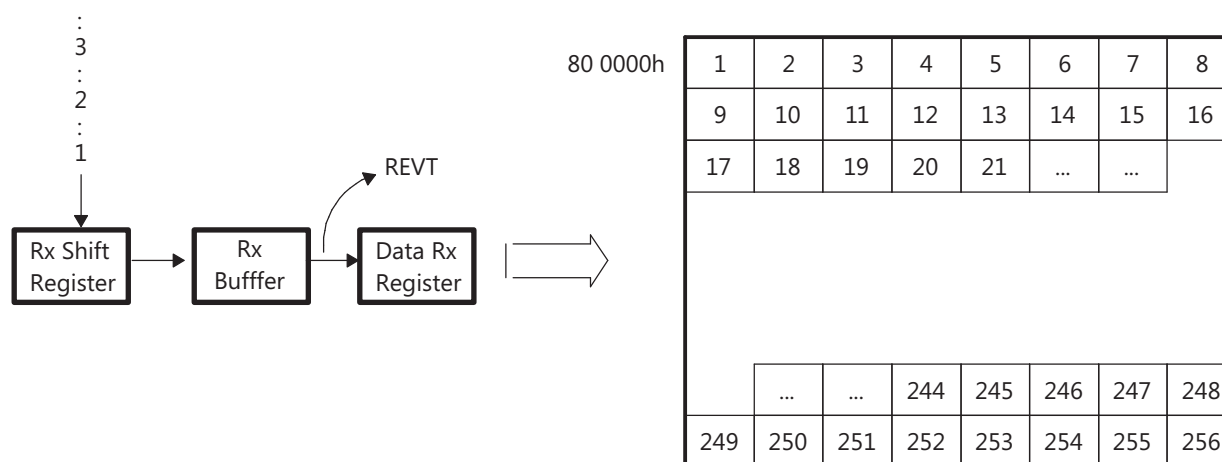 :
3
:
2
:
1
REVT
Rx Shift
Register
Rx
Bufffer
Data Rx
Register
80 0000h
1 2 3 4 5 6 7 8
9 10 11 12 13 14 15 16
17 18 19 20 21 ... ...
... ... 244 245 246 247 248
249 250 251 252 253 254 255 256